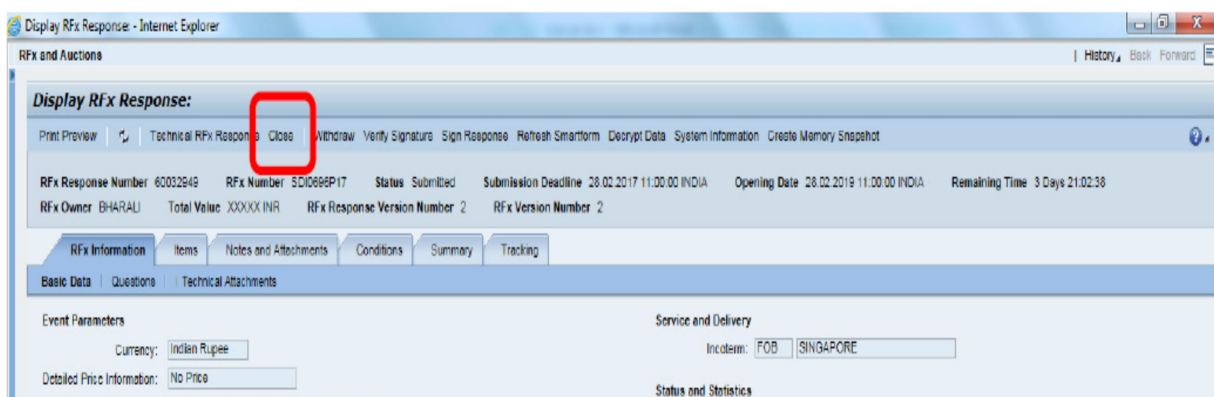 Display RFx Response: - Internet Explorer
RFx and Auctions | History Back Forward
Display RFx Response:
Print Preview Technical RFx Response Close Withdraw Verify Signature Sign Response Refresh Smartform Decrypt Data System Information Create Memory Snapshot
RFx Response Number 60032949 RFx Number SDI0696P17 Status Submitted Submission Deadline 28.02.2017 11:00:00 INDIA Opening Date 28.02.2019 11:00:00 INDIA Remaining Time 3 Days 21:02:38
RFx Owner BHARALI Total Value XXXXX INR RFx Response Version Number 2 RFx Version Number 2
RFx Information Items Notes and Attachments Conditions Summary Tracking
Basic Data | Questions | Technical Attachments
Event Parameters Service and Delivery
Currency: Indian Rupee Incoterm: FOB SINGAPORE
Detailed Price Information: No Price
Status and Statistics